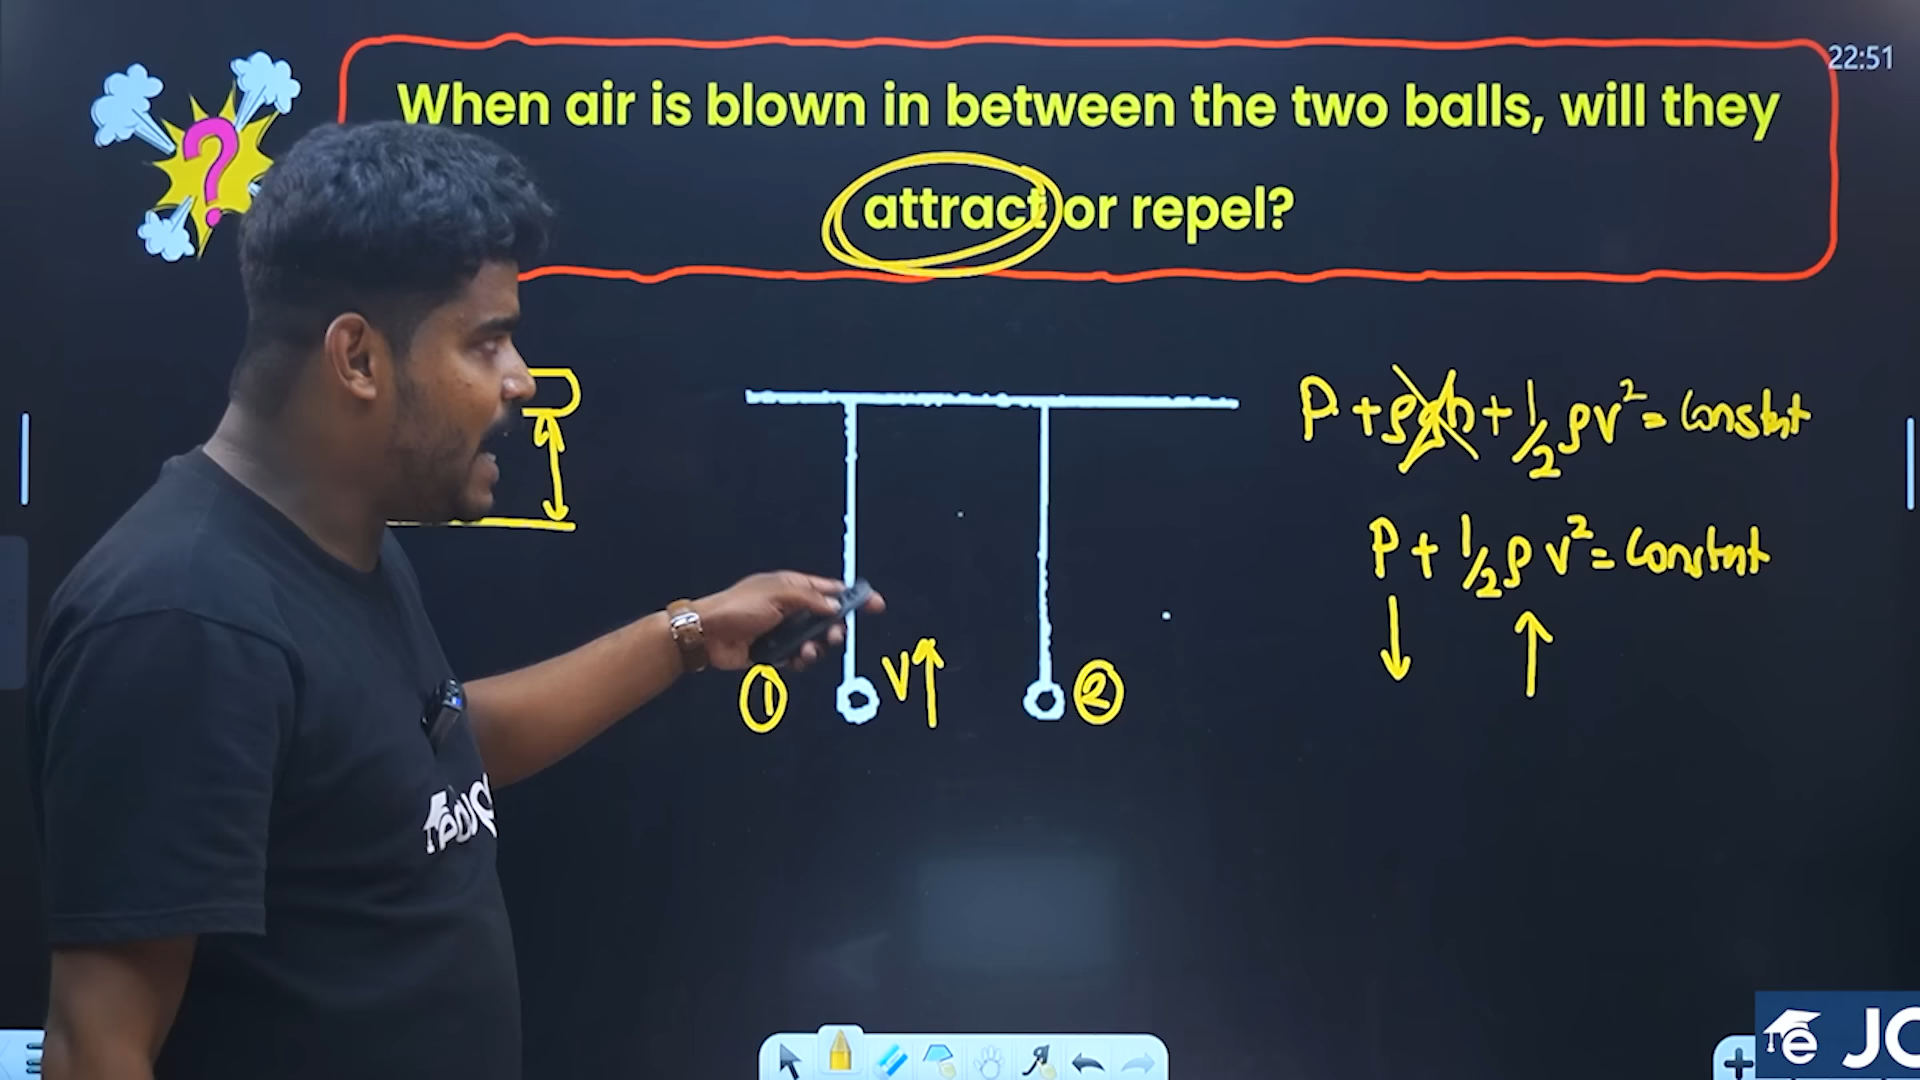 22:51
When air is blown in between the two balls, will they
attract or repel?
?
P + ρgh + 1/2 ρv² = Constant
P + 1/2 ρ v² = Constant
① V↑ ②
e JC